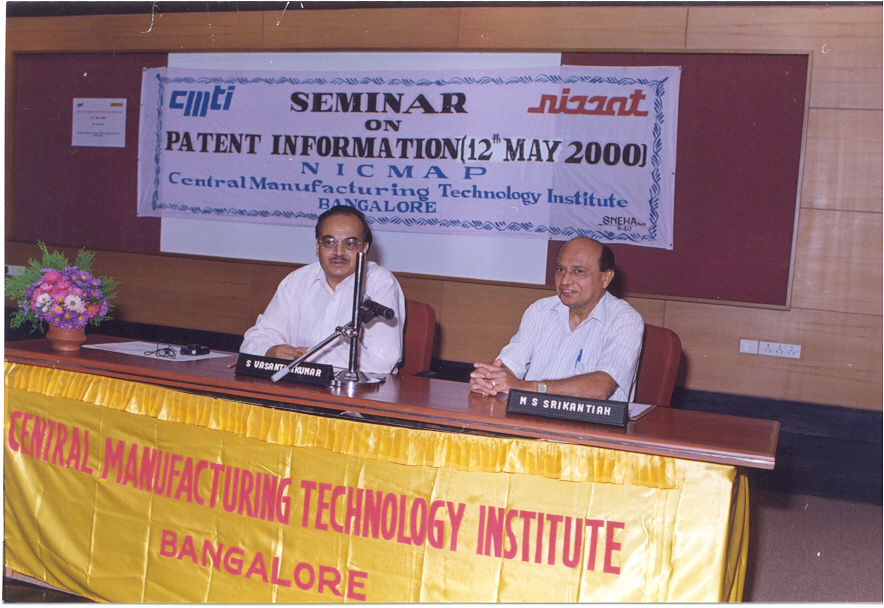 cmti
SEMINAR
nissat
ON
PATENT INFORMATION(12th MAY 2000)
NICMAP
Central Manufacturing Technology Institute
BANGALORE
SNEHA
S VASANTH KUMAR
M S SRIKANTIAH
CENTRAL MANUFACTURING TECHNOLOGY INSTITUTE
BANGALORE